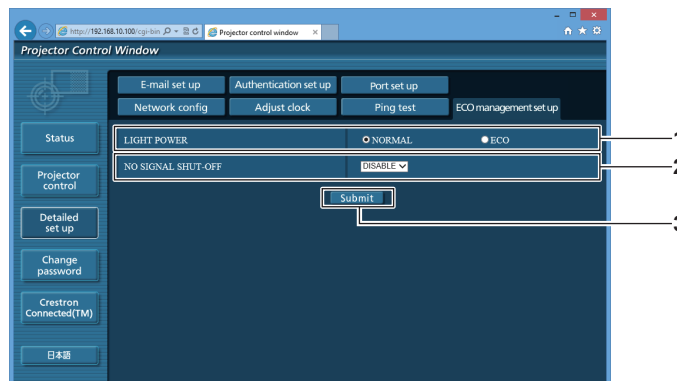 http://192.168.10.100/cgi-bin
Projector control window
Projector Control Window
E-mail set up
Authentication set up
Port set up
Network config
Adjust clock
Ping test
ECO management set up
Status
Projector
control
Detailed
set up
Change
password
Crestron
Connected(TM)
日本語
LIGHT POWER
NORMAL
ECO
NO SIGNAL SHUT-OFF
DISABLE
Submit
1
2
3